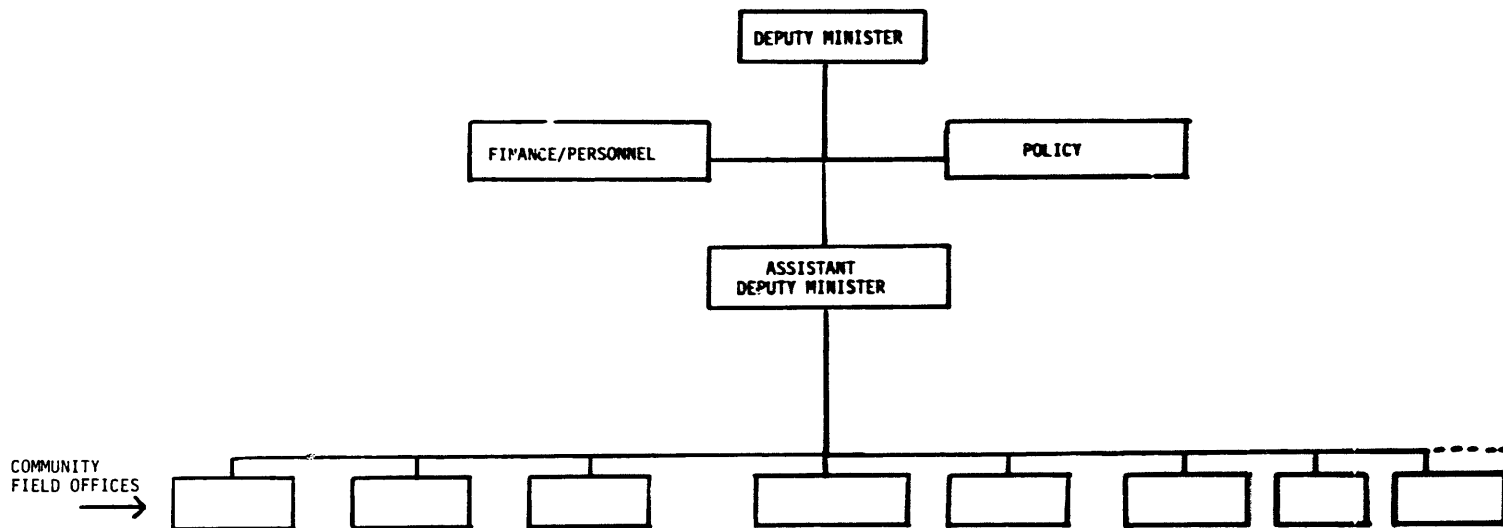 DEPUTY MINISTER
FINANCE/PERSONNEL
POLICY
ASSISTANT
DEPUTY MINISTER
COMMUNITY
FIELD OFFICES